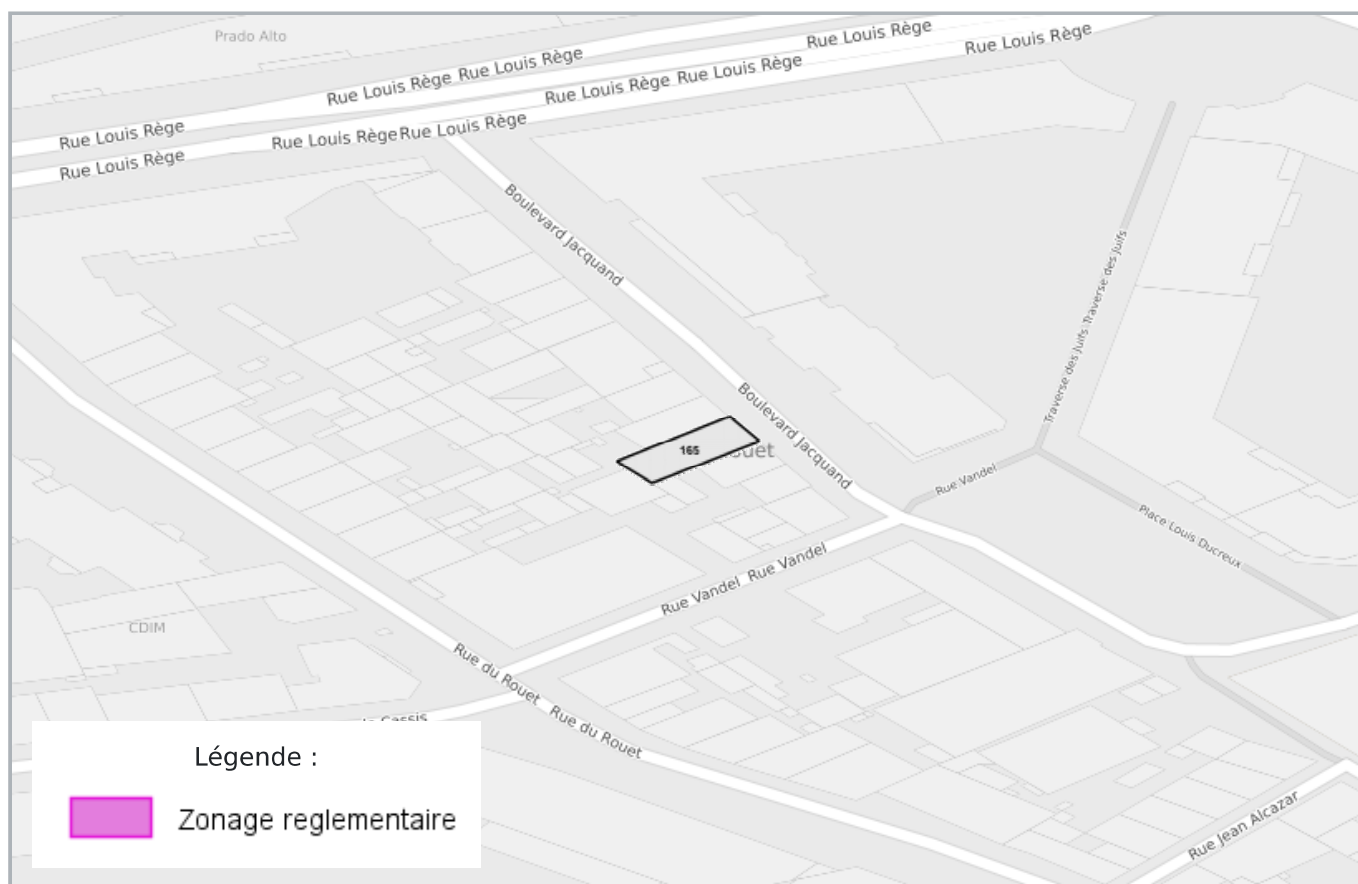 Prado Alto
Rue Louis Rège
Rue Louis Rège
Rue Louis Rège
Rue Louis Rège
Rue Louis Rège
Rue Louis Rège
Rue Louis Rège
Rue Louis Rège
Rue Louis Rège
Rue Louis Rège
Boulevard Jacquand
Traverse des Juifs
Traverse des Juifs
Boulevard Jacquand
165
Rue Vandel
Place Louis Ducreux
Rue Vandel
Rue Vandel
CDIM
Rue du Rouet
Rue du Rouet
Cassis
Légende :
Zonage reglementaire
Rue Jean Alcazar